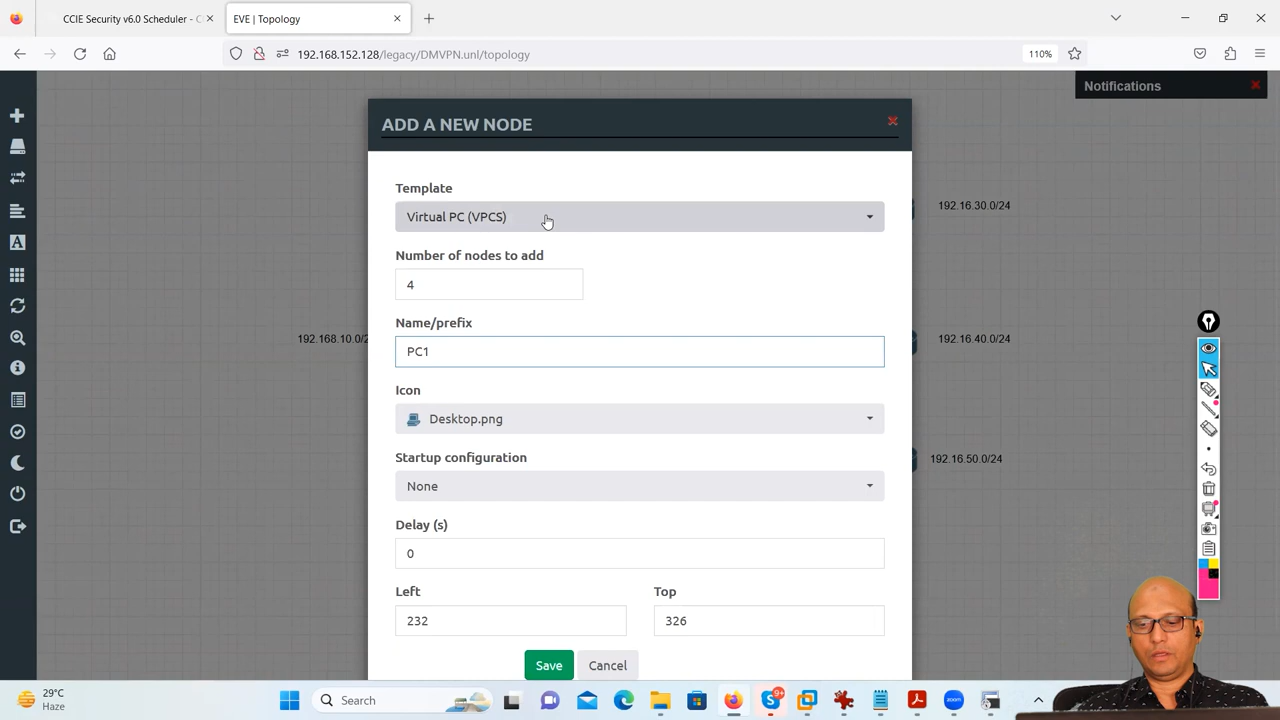 CCIE Security v6.0 Scheduler - C
EVE | Topology
192.168.152.128/legacy/DMVPN.unl/topology
110%
Notifications
ADD A NEW NODE
Template
Virtual PC (VPCS)
192.16.30.0/24
Number of nodes to add
4
Name/prefix
192.168.10.0/2
192.16.40.0/24
PC1
Icon
Desktop.png
Startup configuration
192.16.50.0/24
None
Delay (s)
0
Left
Top
232
326
Save
Cancel
29°C
Haze
Search
9+
zoom